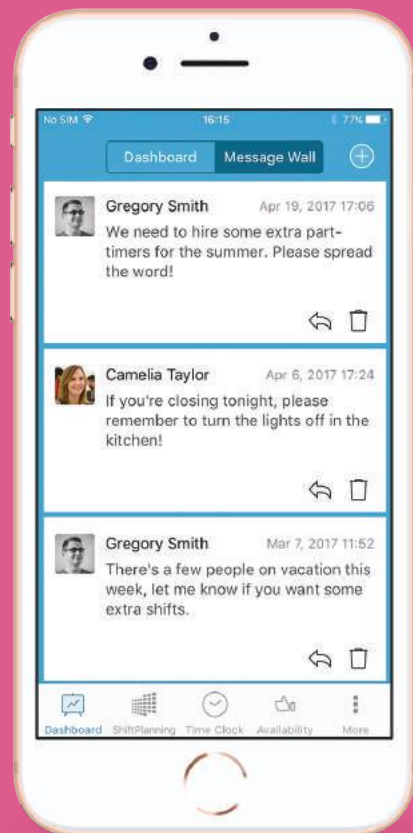 No SIM 16:15 77%
Dashboard Message Wall
Gregory Smith Apr 19, 2017 17:06
We need to hire some extra part-
timers for the summer. Please spread
the word!
Camelia Taylor Apr 6, 2017 17:24
If you're closing tonight, please
remember to turn the lights off in the
kitchen!
Gregory Smith Mar 7, 2017 11:52
There's a few people on vacation this
week, let me know if you want some
extra shifts.
Dashboard ShiftPlanning Time Clock Availability More